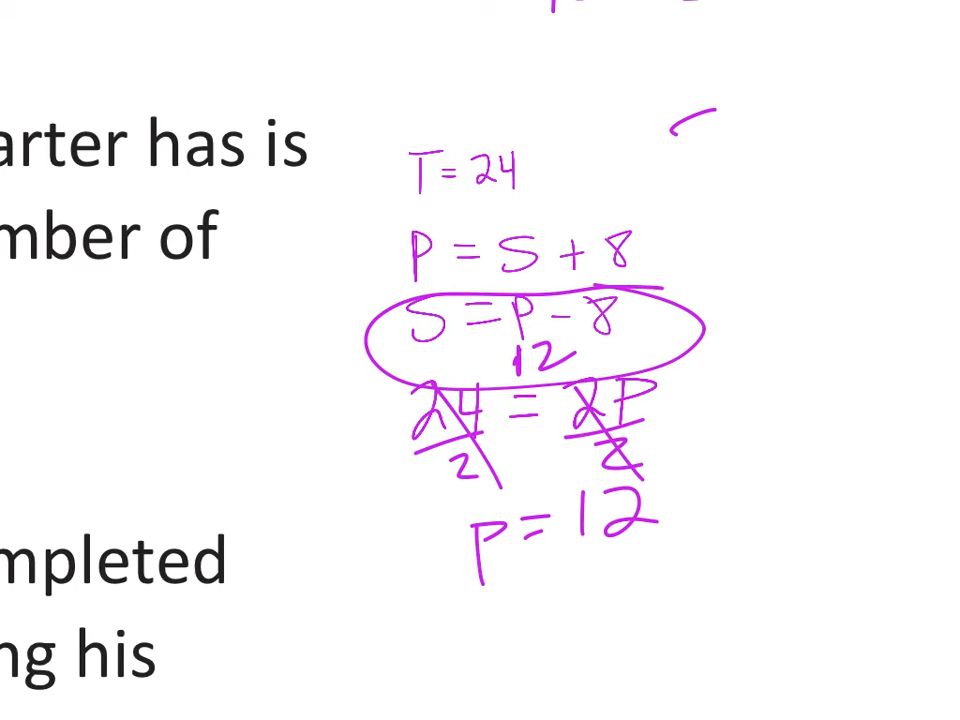 arter has is
mber of
T = 24
P = S + 8
S = P - 8
12
24 = 2P
2 2
P = 12
mpleted
ng his